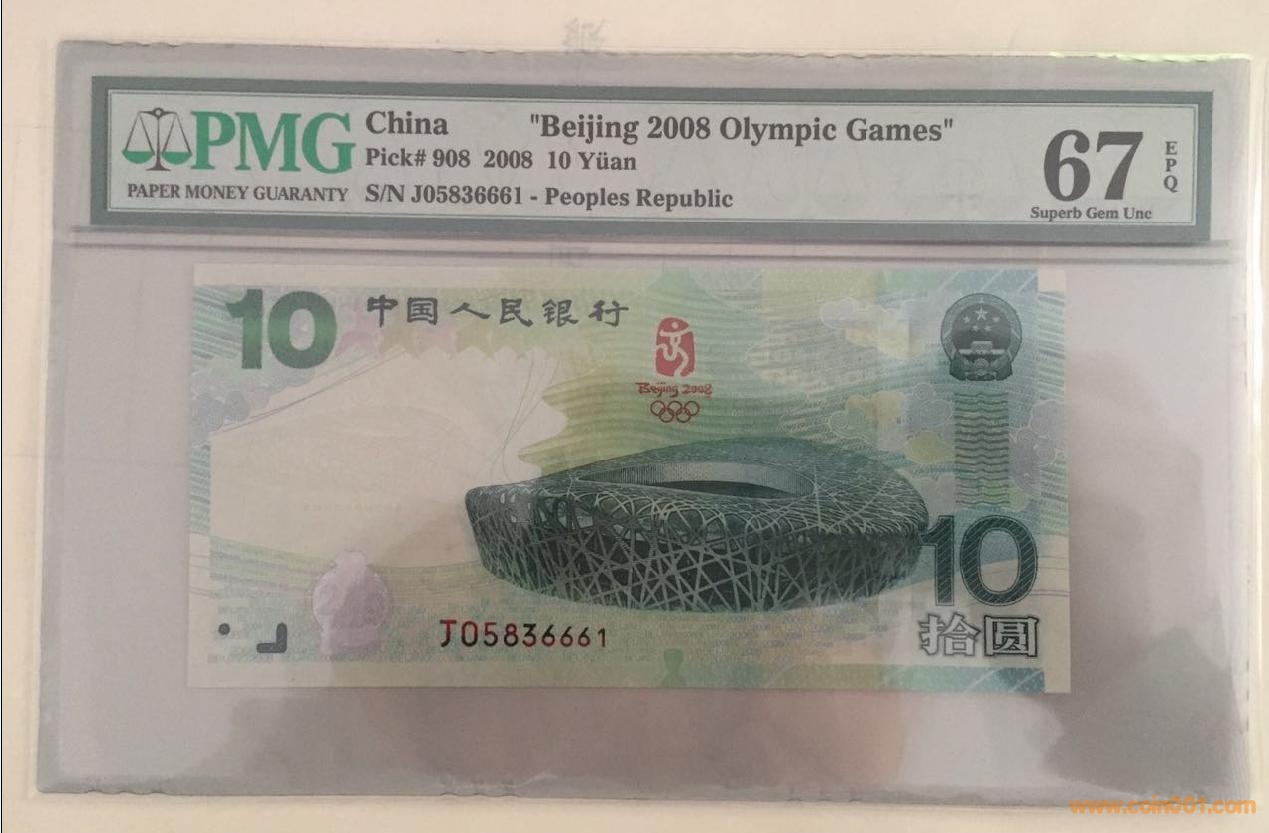 PMG
PAPER MONEY GUARANTY
China "Beijing 2008 Olympic Games"
Pick# 908 2008 10 Yüan
S/N J05836661 - Peoples Republic
67
EPQ
Superb Gem Unc
10 中国人民银行
Beijing 2008
J05836661
10
拾圆
www.coin001.com